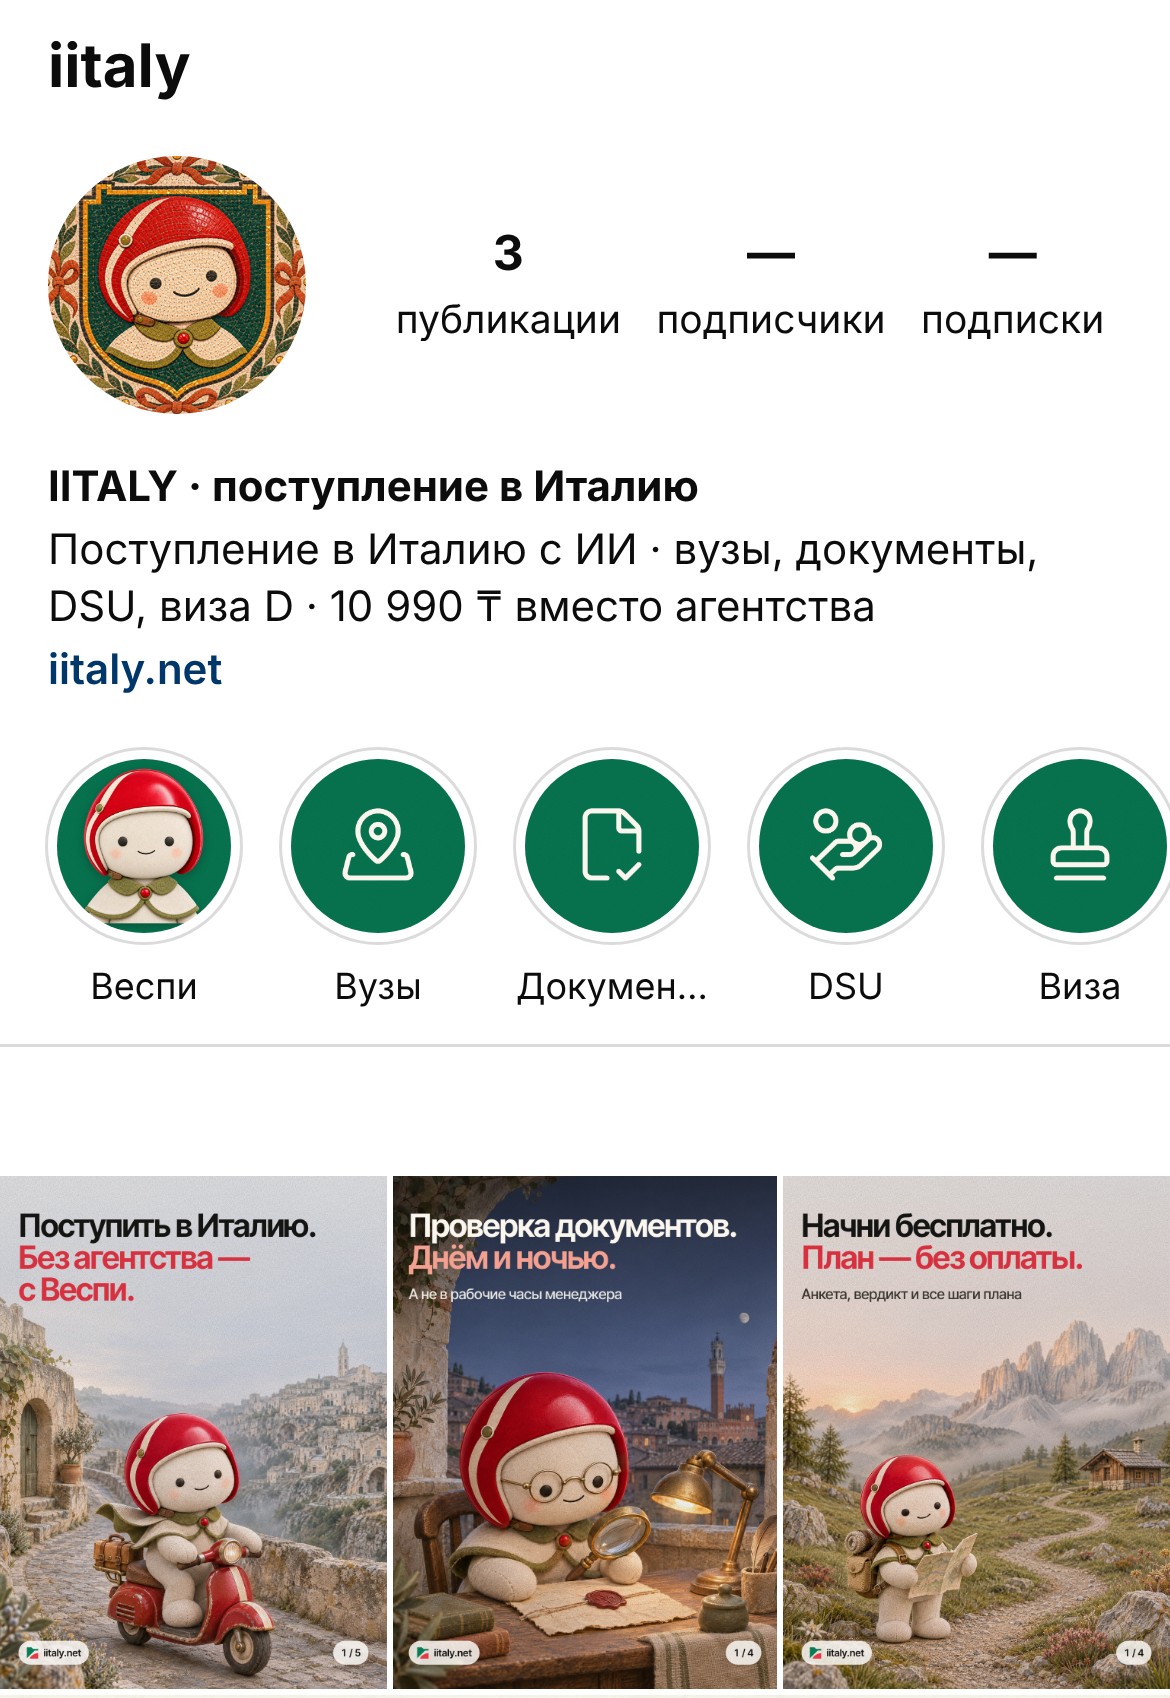 iitaly
3
—
—
публикации
подписчики
подписки
IITALY · поступление в Италию
Поступление в Италию с ИИ · вузы, документы,
DSU, виза D · 10 990 ₸ вместо агентства
iitaly.net
Веспи
Вузы
Докумен...
DSU
Виза
Поступить в Италию.
Без агентства —
с Веспи.
iitaly.net
1 / 5
Проверка документов.
Днём и ночью.
А не в рабочие часы менеджера
iitaly.net
1 / 4
Начни бесплатно.
План — без оплаты.
Анкета, вердикт и все шаги плана
iitaly.net
1 / 4